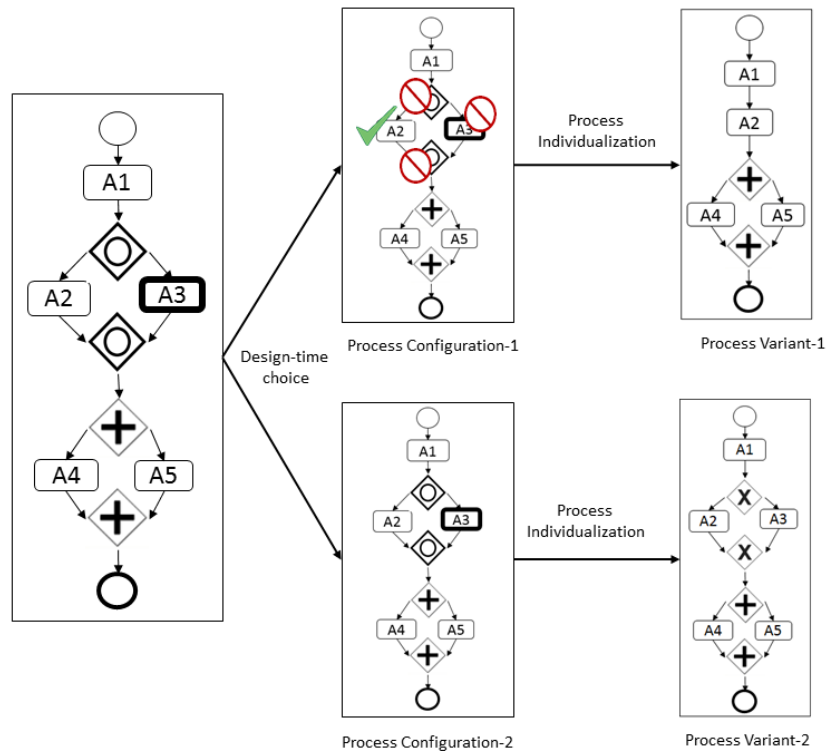 A1
A2
A3
A4
A5
Design-time
choice
A1
A2
A3
A4
A5
Process Configuration-1
Process
Individualization
A1
A2
A4
A5
Process Variant-1
A1
A2
A3
A4
A5
Process Configuration-2
Process
Individualization
A1
X
A2
A3
X
A4
A5
Process Variant-2